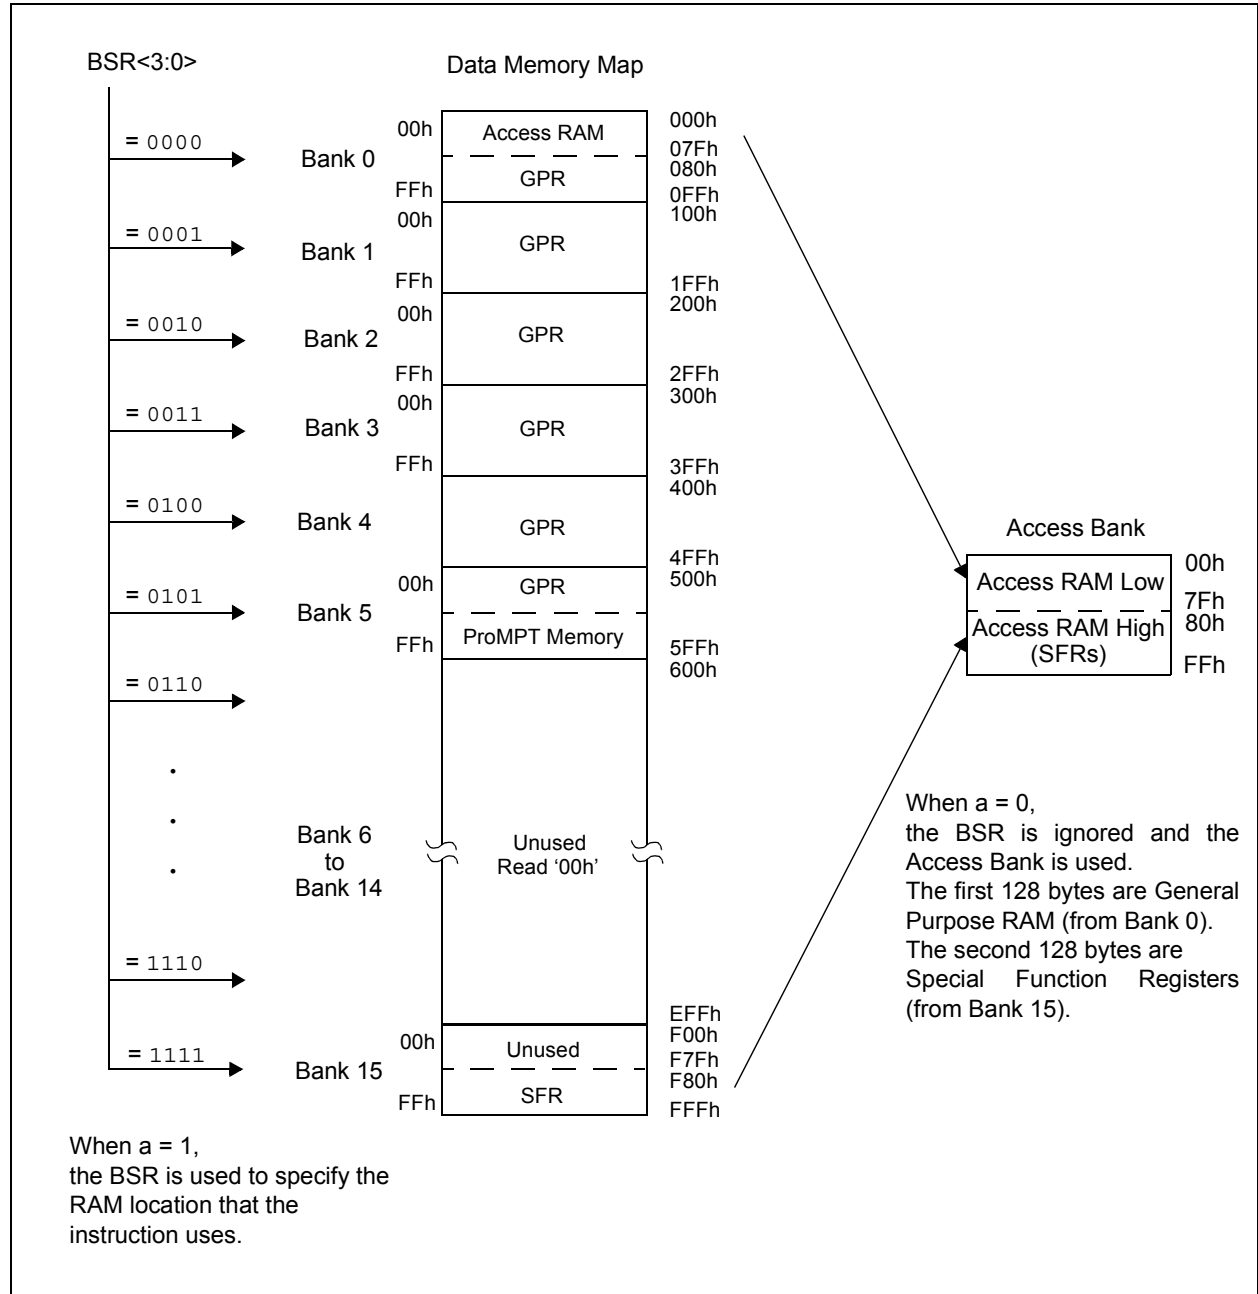 BSR<3:0>
Data Memory Map
= 0000
Bank 0
00h
Access RAM
000h
07Fh
080h
GPR
FFh
0FFh
100h
= 0001
Bank 1
00h
GPR
FFh
1FFh
200h
= 0010
Bank 2
00h
GPR
FFh
2FFh
300h
= 0011
Bank 3
00h
GPR
FFh
3FFh
400h
= 0100
Bank 4
GPR
4FFh
500h
= 0101
Bank 5
00h
GPR
ProMPT Memory
FFh
5FFh
600h
= 0110
.
.
.
Bank 6
to
Bank 14
Unused
Read ‘00h’
= 1110
EFFh
F00h
= 1111
Bank 15
00h
Unused
F7Fh
F80h
FFh
SFR
FFFh
Access Bank
Access RAM Low
00h
7Fh
80h
Access RAM High
(SFRs)
FFh
When a = 0,
the BSR is ignored and the
Access Bank is used.
The first 128 bytes are General
Purpose RAM (from Bank 0).
The second 128 bytes are
Special Function Registers
(from Bank 15).
When a = 1,
the BSR is used to specify the
RAM location that the
instruction uses.